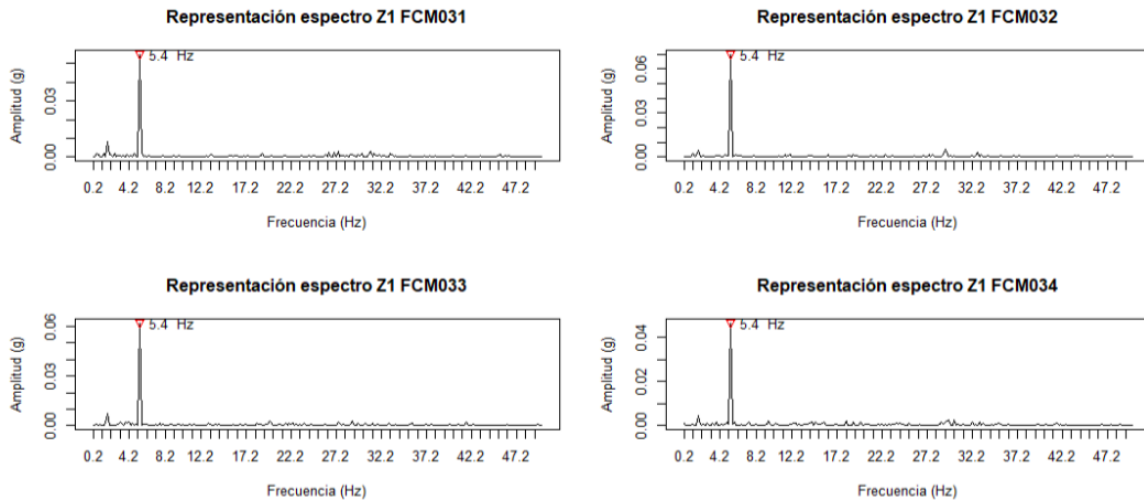 Representación espectro Z1 FCM031
5.4 Hz
Amplitud (g)
0.00 0.03
0.2 4.2 8.2 12.2 17.2 22.2 27.2 32.2 37.2 42.2 47.2
Frecuencia (Hz)
Representación espectro Z1 FCM032
5.4 Hz
Amplitud (g)
0.00 0.03 0.06
0.2 4.2 8.2 12.2 17.2 22.2 27.2 32.2 37.2 42.2 47.2
Frecuencia (Hz)
Representación espectro Z1 FCM033
5.4 Hz
Amplitud (g)
0.00 0.03 0.06
0.2 4.2 8.2 12.2 17.2 22.2 27.2 32.2 37.2 42.2 47.2
Frecuencia (Hz)
Representación espectro Z1 FCM034
5.4 Hz
Amplitud (g)
0.00 0.02 0.04
0.2 4.2 8.2 12.2 17.2 22.2 27.2 32.2 37.2 42.2 47.2
Frecuencia (Hz)